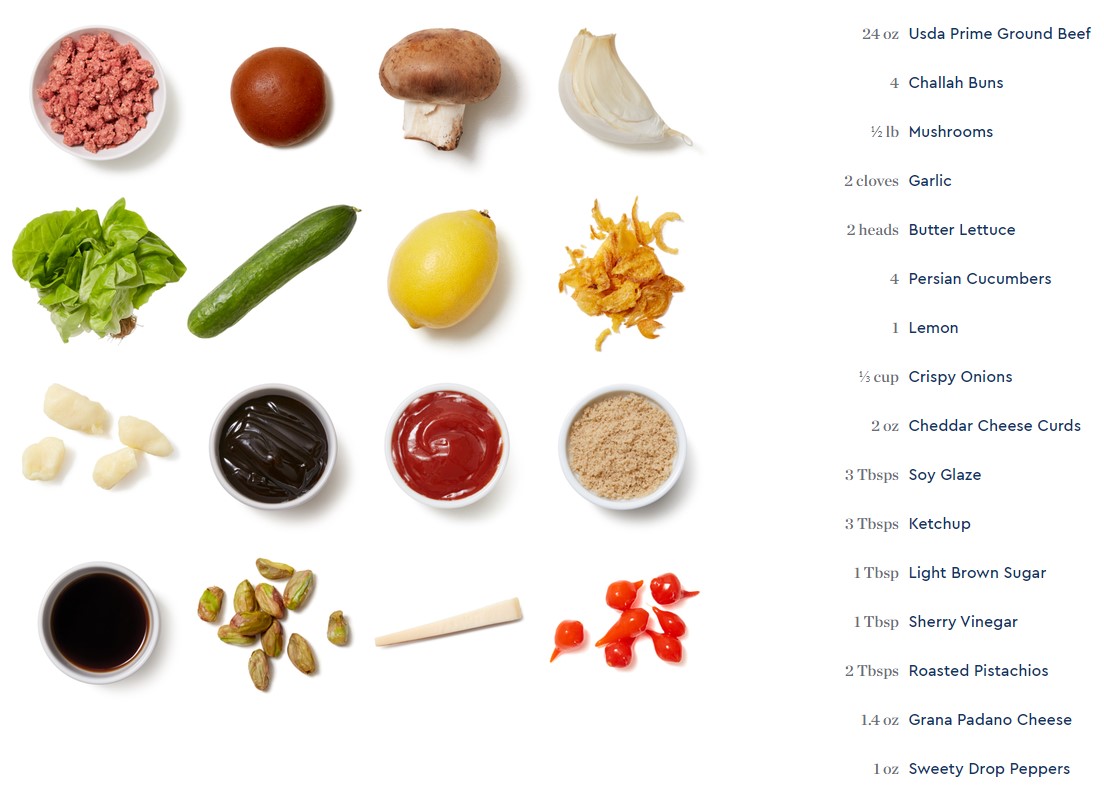 24 oz Usda Prime Ground Beef
4 Challah Buns
½ lb Mushrooms
2 cloves Garlic
2 heads Butter Lettuce
4 Persian Cucumbers
1 Lemon
⅓ cup Crispy Onions
2 oz Cheddar Cheese Curds
3 Tbsps Soy Glaze
3 Tbsps Ketchup
1 Tbsp Light Brown Sugar
1 Tbsp Sherry Vinegar
2 Tbsps Roasted Pistachios
1.4 oz Grana Padano Cheese
1 oz Sweety Drop Peppers